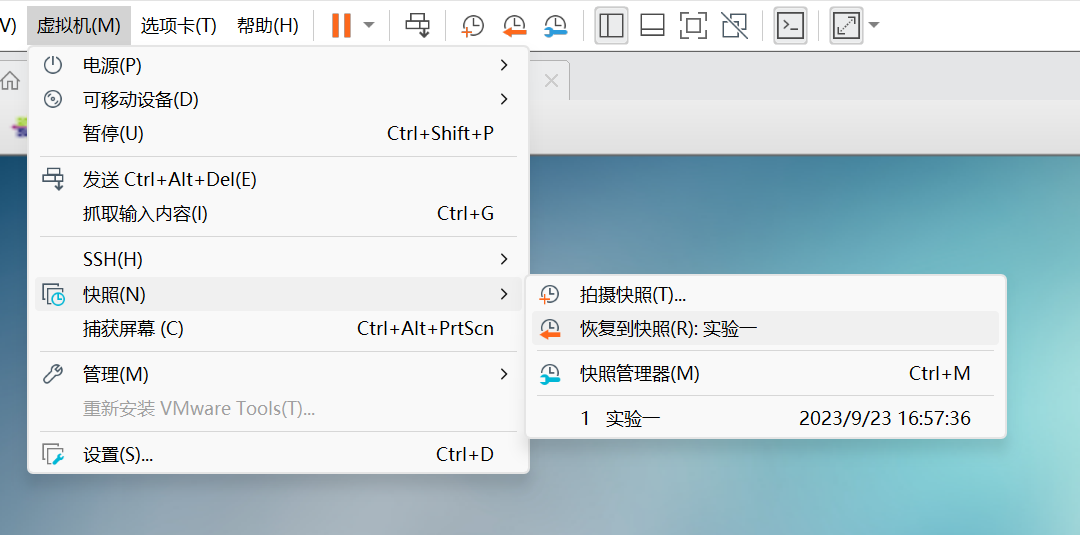 V) 虚拟机(M) 选项卡(T) 帮助(H)
电源(P)
可移动设备(D)
暂停(U) Ctrl+Shift+P
发送 Ctrl+Alt+Del(E)
抓取输入内容(I) Ctrl+G
SSH(H)
快照(N)
捕获屏幕 (C) Ctrl+Alt+PrtScn
管理(M)
重新安装 VMware Tools(T)...
设置(S)... Ctrl+D
拍摄快照(T)...
恢复到快照(R): 实验一
快照管理器(M) Ctrl+M
1 实验一 2023/9/23 16:57:36